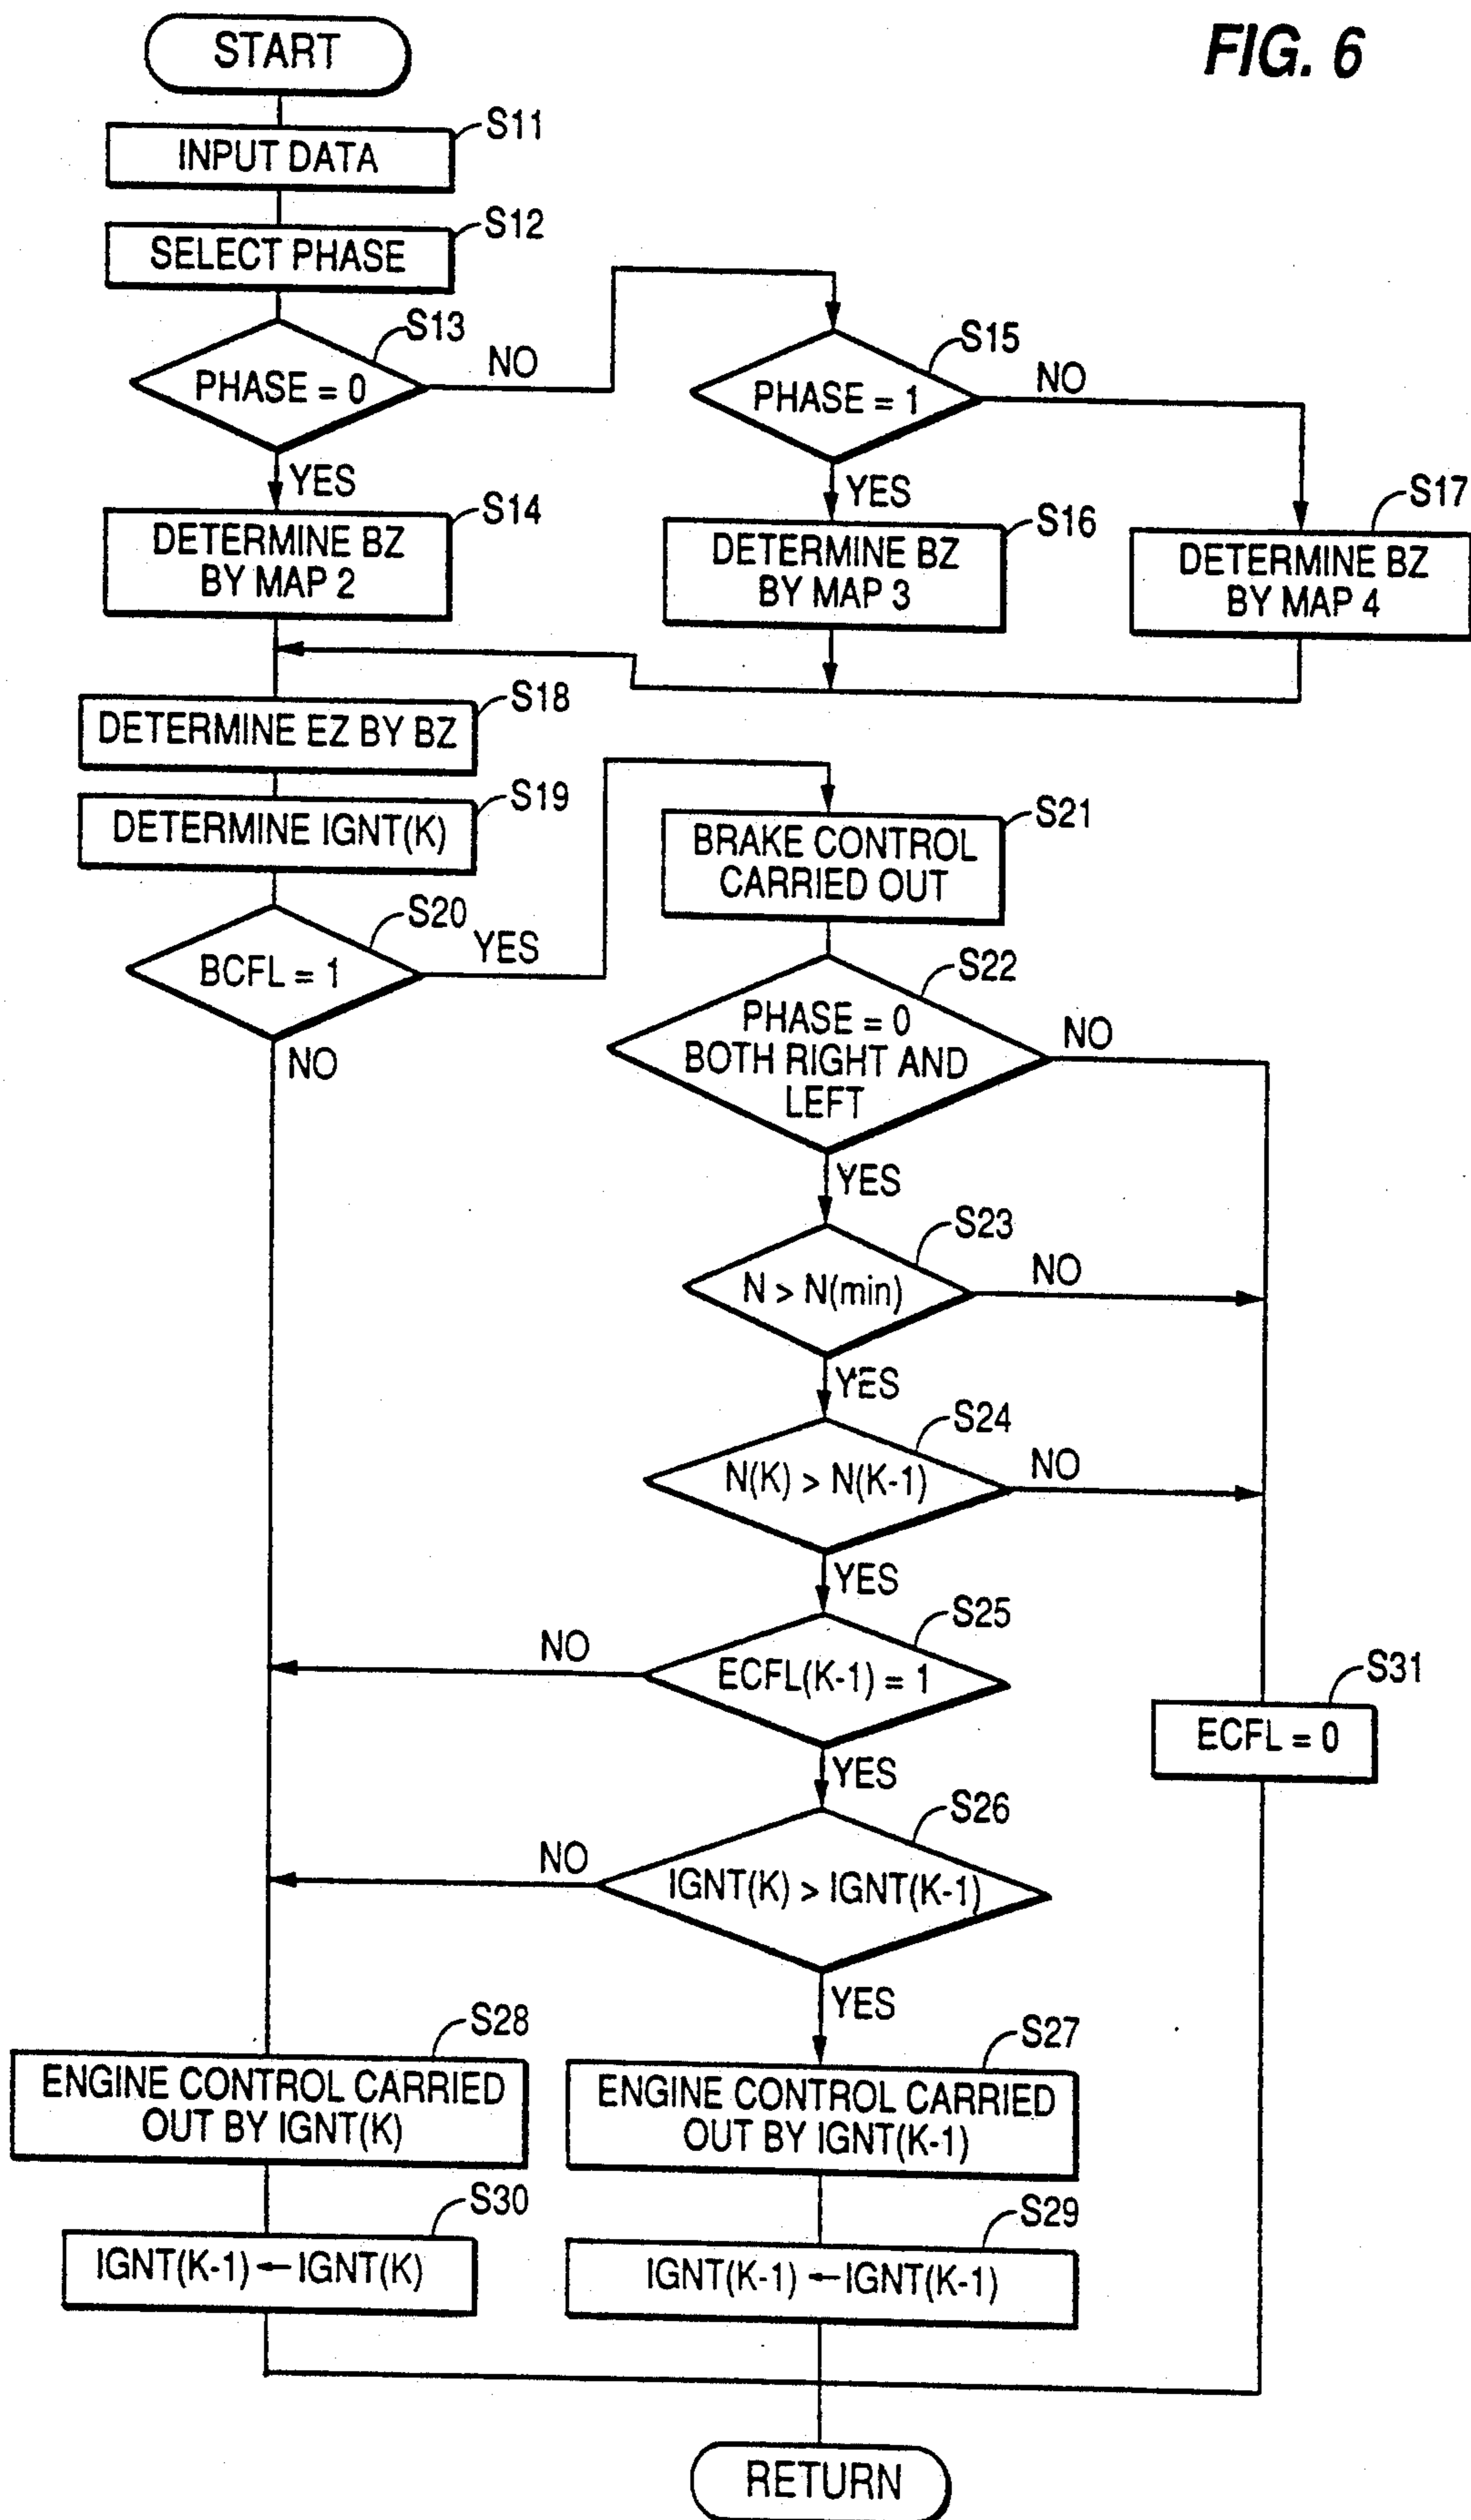 FIG. 6
START
S11
INPUT DATA
S12
SELECT PHASE
S13
PHASE = 0
NO
YES
S15
PHASE = 1
NO
YES
S14
DETERMINE BZ
BY MAP 2
S16
DETERMINE BZ
BY MAP 3
S17
DETERMINE BZ
BY MAP 4
S18
DETERMINE EZ BY BZ
S19
DETERMINE IGNT(K)
S20
BCFL = 1
YES
NO
S21
BRAKE CONTROL
CARRIED OUT
S22
PHASE = 0
BOTH RIGHT AND
LEFT
NO
YES
S23
N > N(min)
NO
YES
S24
N(K) > N(K-1)
NO
YES
S25
ECFL(K-1) = 1
NO
YES
S31
ECFL = 0
S26
IGNT(K) > IGNT(K-1)
NO
YES
S28
ENGINE CONTROL CARRIED
OUT BY IGNT(K)
S27
ENGINE CONTROL CARRIED
OUT BY IGNT(K-1)
S30
IGNT(K-1) ← IGNT(K)
S29
IGNT(K-1) ← IGNT(K-1)
RETURN